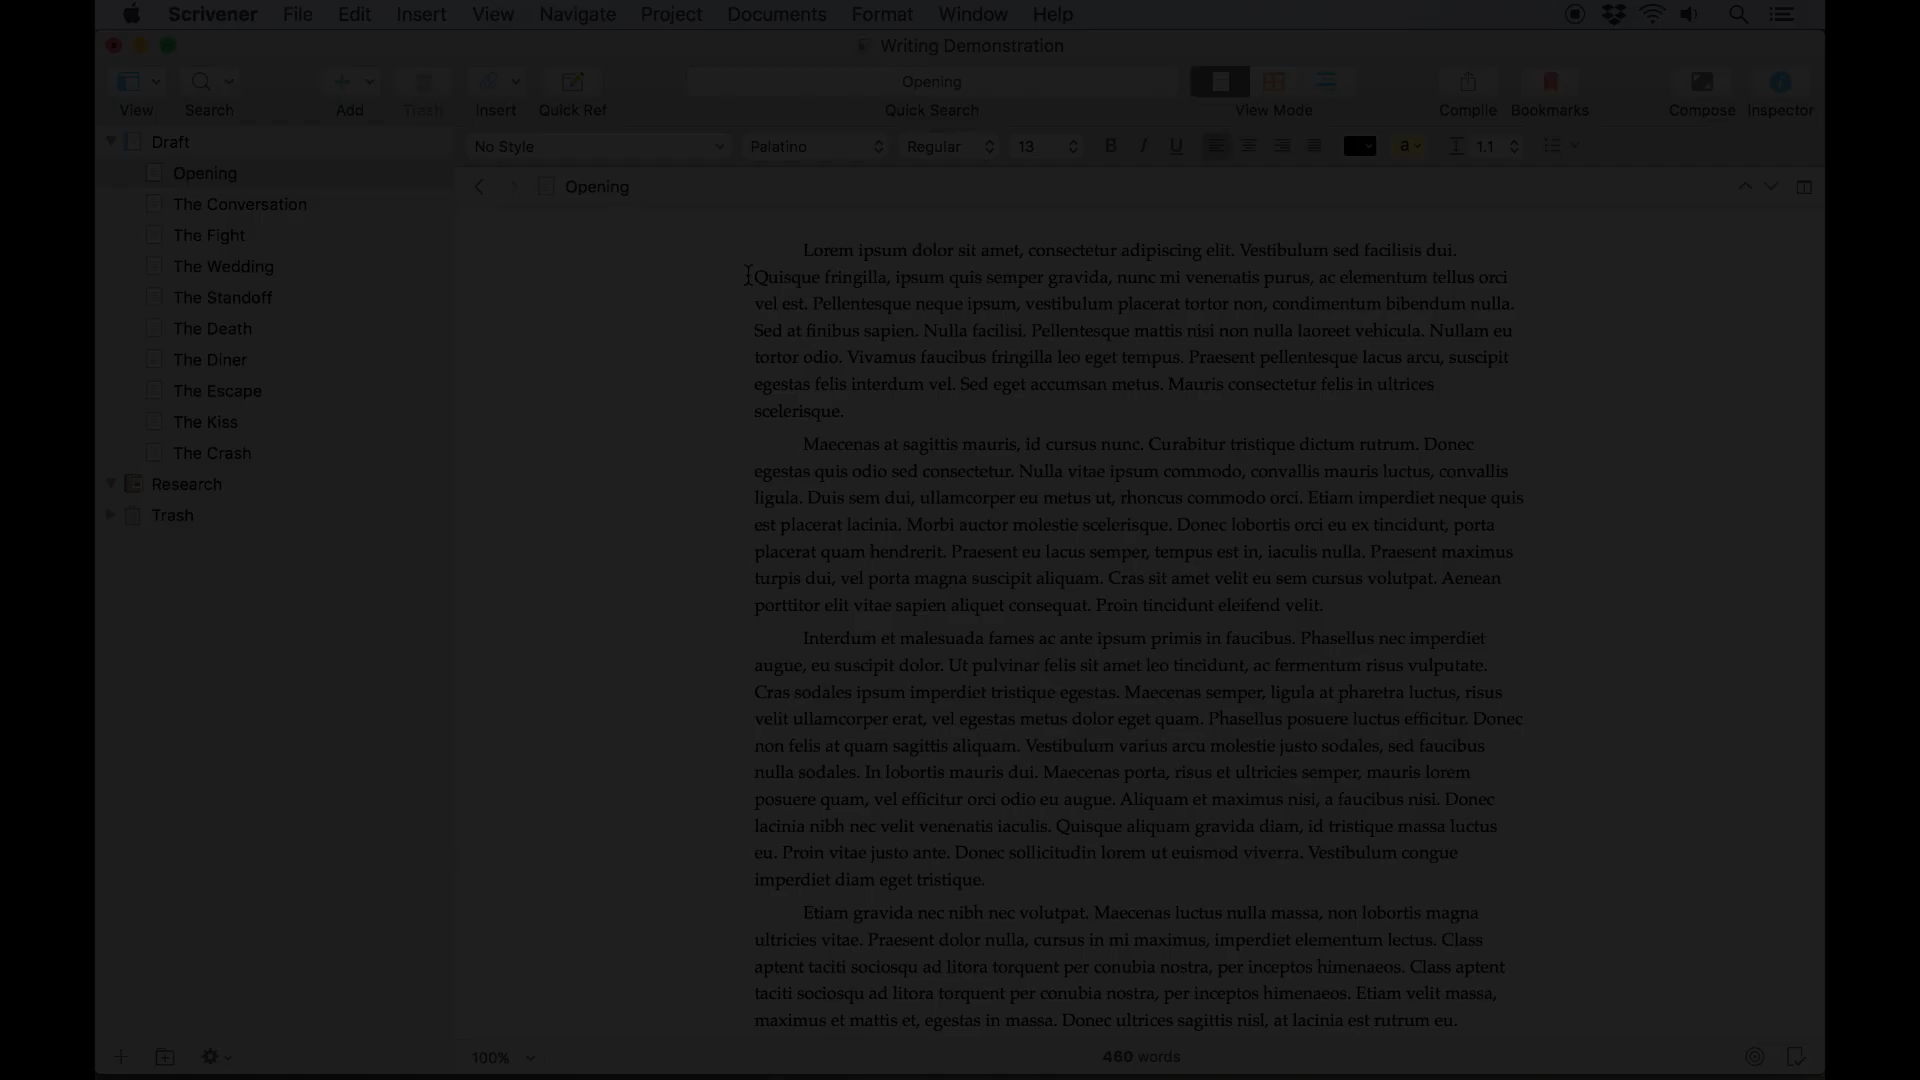 Scrivener File Edit Insert View Navigate Project Documents Format Window Help
Writing Demonstration
Opening
View Search Add Trash Insert Quick Ref Quick Search View Mode Compile Bookmarks Compose Inspector
Draft
No Style Palatino Regular 13 B I U a 1.1
Opening
Opening
The Conversation
The Fight
The Wedding
The Standoff
The Death
The Diner
The Escape
The Kiss
The Crash
Research
Trash
Lorem ipsum dolor sit amet, consectetur adipiscing elit. Vestibulum sed facilisis dui.
Quisque fringilla, ipsum quis semper gravida, nunc mi venenatis purus, ac elementum tellus orci
vel est. Pellentesque neque ipsum, vestibulum placerat tortor non, condimentum bibendum nulla.
Sed at finibus sapien. Nulla facilisi. Pellentesque mattis nisi non nulla laoreet vehicula. Nullam eu
tortor odio. Vivamus faucibus fringilla leo eget tempus. Praesent pellentesque lacus arcu, suscipit
egestas felis interdum vel. Sed eget accumsan metus. Mauris consectetur felis in ultrices
scelerisque.
Maecenas at sagittis mauris, id cursus nunc. Curabitur tristique dictum rutrum. Donec
egestas quis odio sed consectetur. Nulla vitae ipsum commodo, convallis mauris luctus, convallis
ligula. Duis sem dui, ullamcorper eu metus ut, rhoncus commodo orci. Etiam imperdiet neque quis
est placerat lacinia. Morbi auctor molestie scelerisque. Donec lobortis orci eu ex tincidunt, porta
placerat quam hendrerit. Praesent eu lacus semper, tempus est in, iaculis nulla. Praesent maximus
turpis dui, vel porta magna suscipit aliquam. Cras sit amet velit eu sem cursus volutpat. Aenean
porttitor elit vitae sapien aliquet consequat. Proin tincidunt eleifend velit.
Interdum et malesuada fames ac ante ipsum primis in faucibus. Phasellus nec imperdiet
augue, eu suscipit dolor. Ut pulvinar felis sit amet leo tincidunt, ac fermentum risus vulputate.
Cras sodales ipsum imperdiet tristique egestas. Maecenas semper, ligula at pharetra luctus, risus
velit ullamcorper erat, vel egestas metus dolor eget quam. Phasellus posuere luctus efficitur. Donec
non felis at quam sagittis aliquam. Vestibulum varius arcu molestie justo sodales, sed faucibus
nulla sodales. In lobortis mauris dui. Maecenas porta, risus et ultricies semper, mauris lorem
posuere quam, vel efficitur orci odio eu augue. Aliquam et maximus nisi, a faucibus nisi. Donec
lacinia nibh nec velit venenatis iaculis. Quisque aliquam gravida diam, id tristique massa luctus
eu. Proin vitae justo ante. Donec sollicitudin lorem ut euismod viverra. Vestibulum congue
imperdiet diam eget tristique.
Etiam gravida nec nibh nec volutpat. Maecenas luctus nulla massa, non lobortis magna
ultricies vitae. Praesent dolor nulla, cursus in mi maximus, imperdiet elementum lectus. Class
aptent taciti sociosqu ad litora torquent per conubia nostra, per inceptos himenaeos. Class aptent
taciti sociosqu ad litora torquent per conubia nostra, per inceptos himenaeos. Etiam velit massa,
maximus et mattis et, egestas in massa. Donec ultrices sagittis nisl, at lacinia est rutrum eu.
100% 460 words